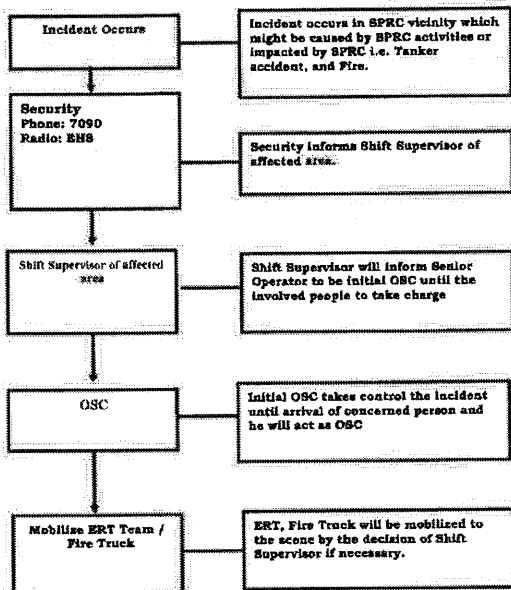 Incident Occurs
Incident occurs in SPRC vicinity which
might be caused by SPRC activities or
impacted by SPRC i.e. Tanker
accident, and Fire.
Security
Phone: 7090
Radio: EHS
Security informs Shift Supervisor of
affected area.
Shift Supervisor of affected
area
Shift Supervisor will inform Senior
Operator to be initial OSC until the
involved people to take charge
OSC
Initial OSC takes control the incident
until arrival of concerned person and
he will act as OSC
Mobilize ERT Team /
Fire Truck
ERT, Fire Truck will be mobilized to
the scene by the decision of Shift
Supervisor if necessary.